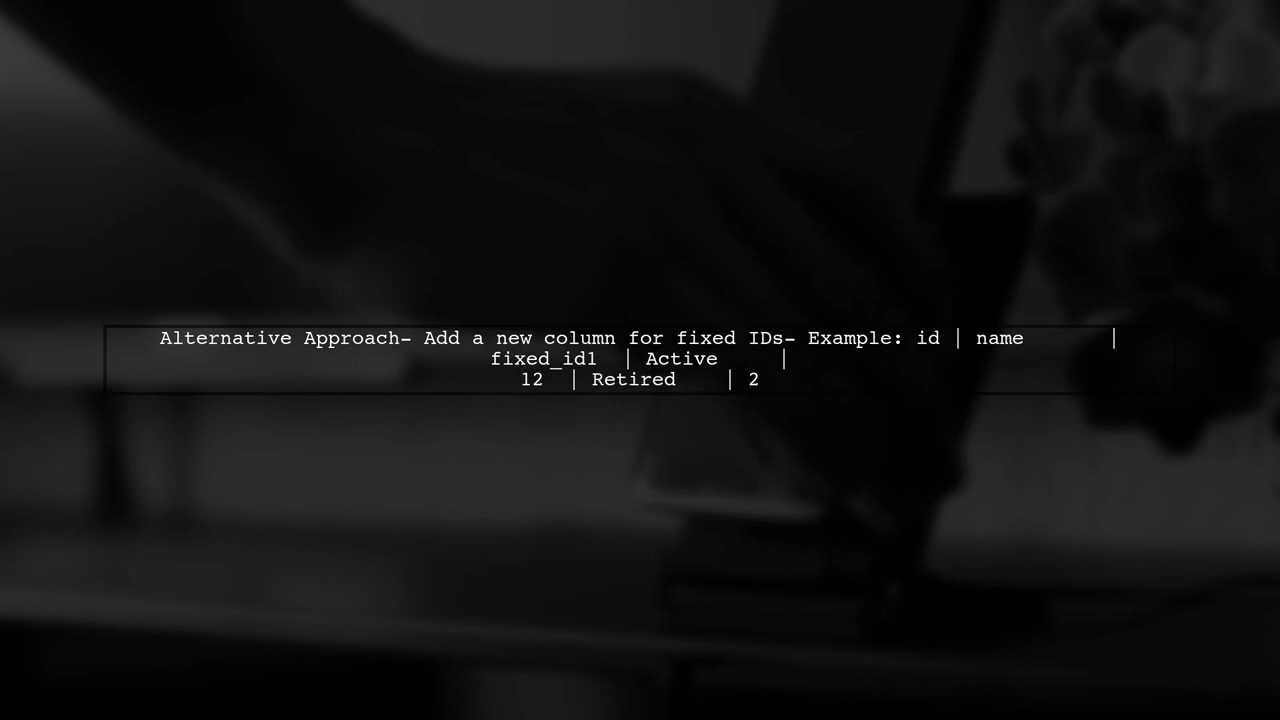 Alternative Approach- Add a new column for fixed IDs- Example: id | name       |
fixed_id1  | Active     |
12  | Retired    | 2